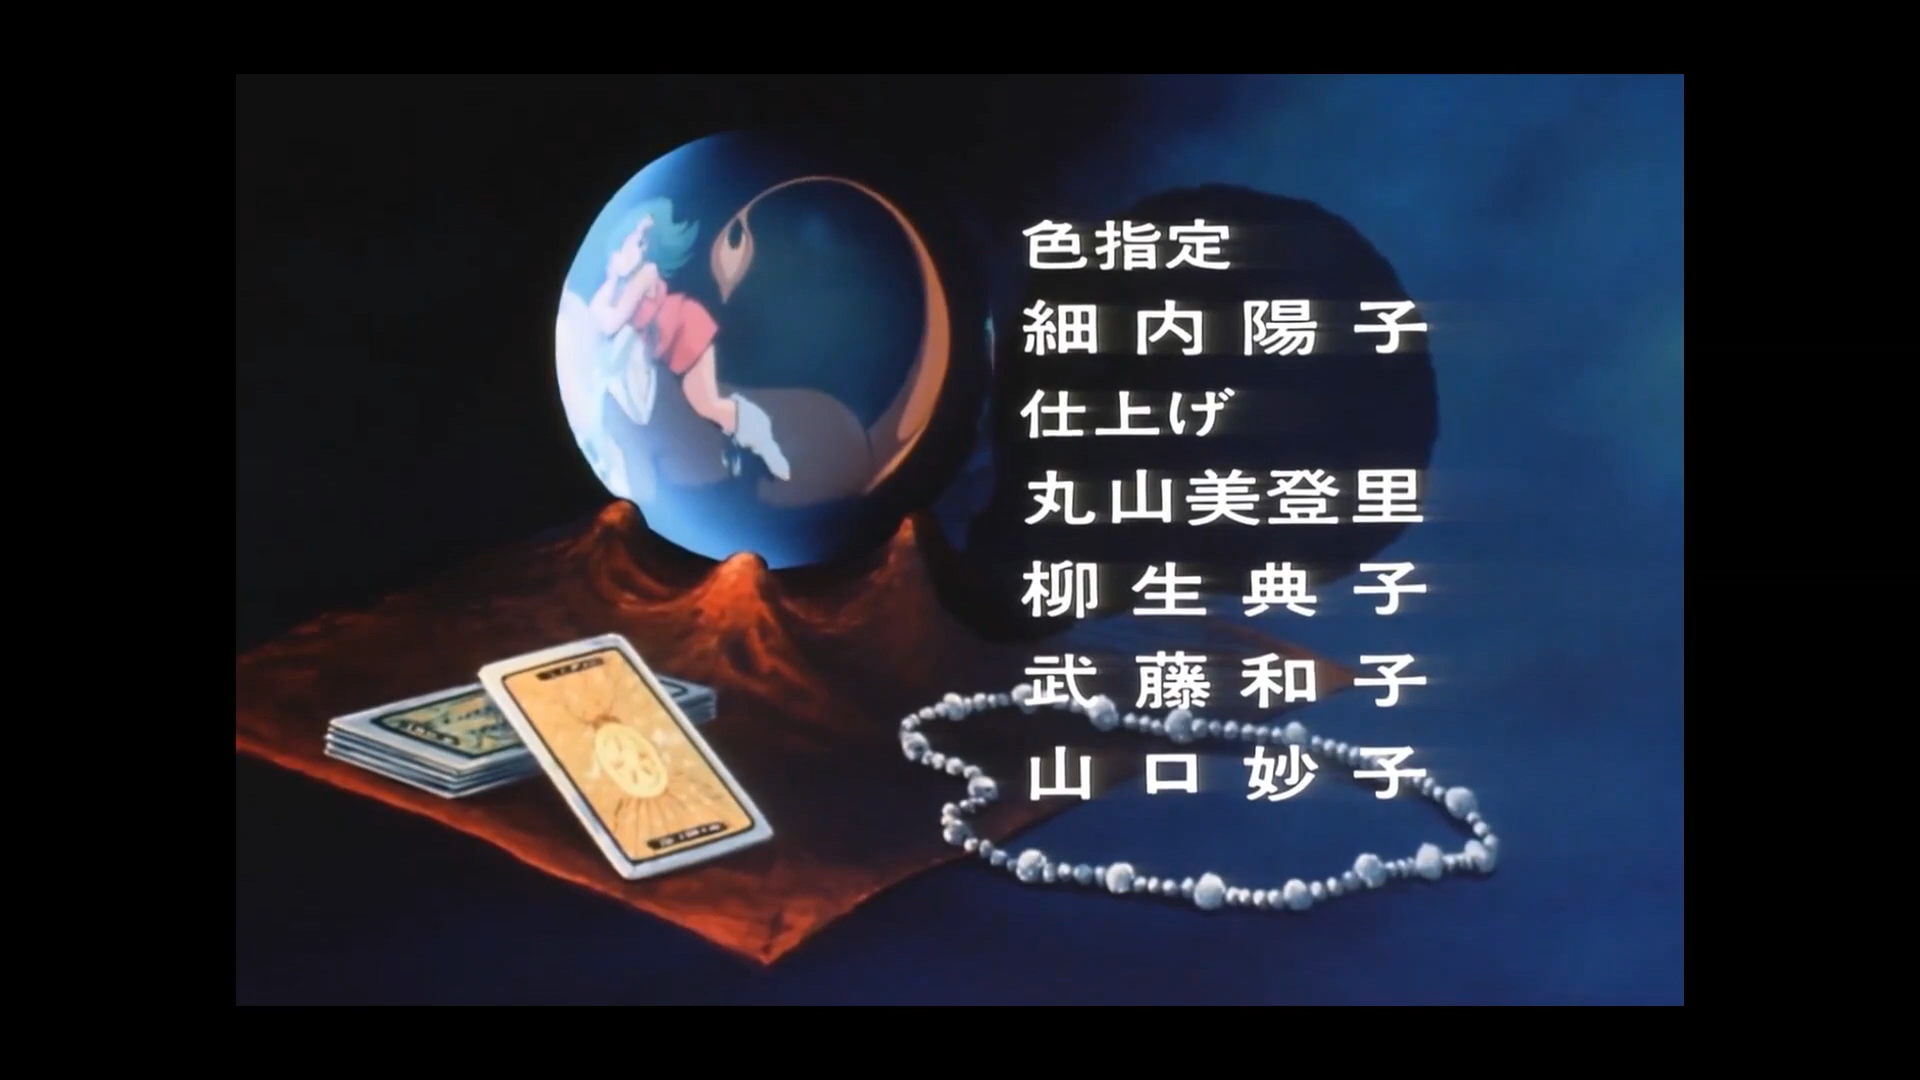 色指定
細内陽子
仕上げ
丸山美登里
柳生典子
武藤和子
山口妙子